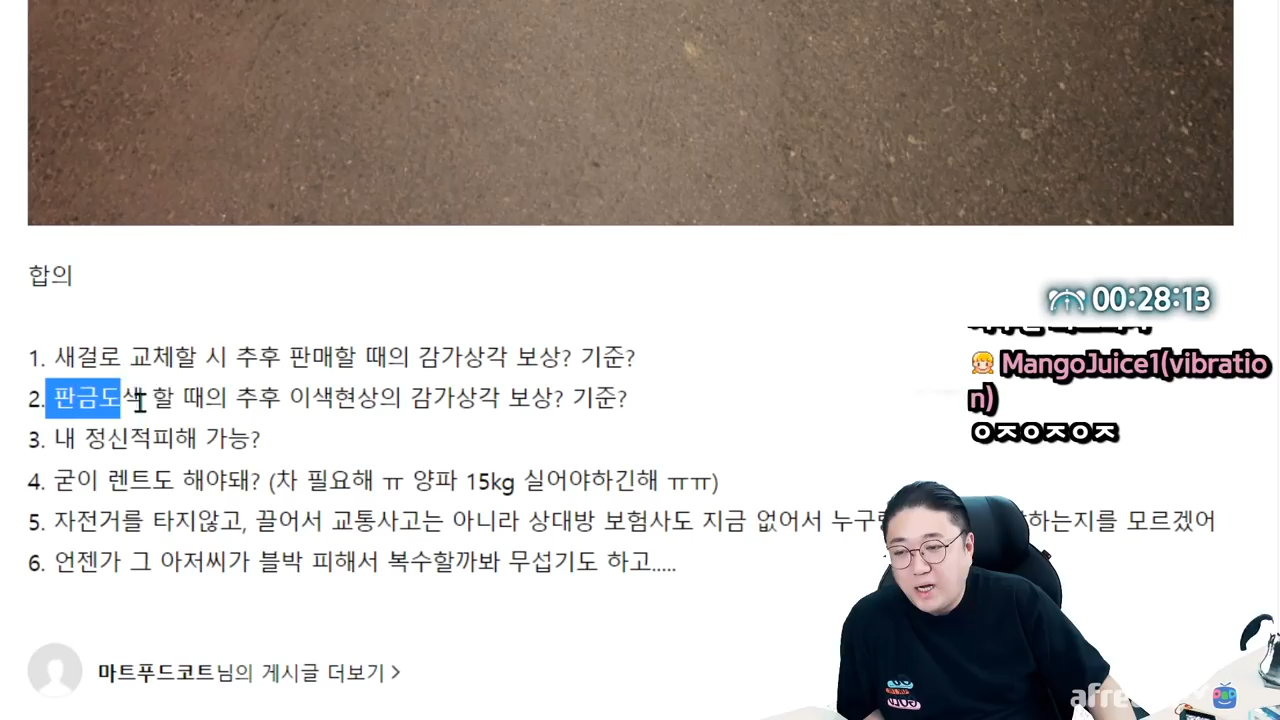 합의
00:28:13
1. 새걸로 교체할 시 추후 판매할 때의 감가상각 보상? 기준?
MangoJuice1(vibratio
n)
2. 판금도색 할 때의 추후 이색현상의 감가상각 보상? 기준?
ㅇㅈㅇㅈㅇㅈ
3. 내 정신적피해 가능?
4. 굳이 렌트도 해야돼? (차 필요해 ㅠ 양파 15kg 실어야하긴해 ㅠㅠ)
5. 자전거를 타지않고, 끌어서 교통사고는 아니라 상대방 보험사도 지금 없어서 하는지를 모르겠어
6. 언젠가 그 아저씨가 블박 피해서 복수할까봐 무섭기도 하고.....
마트푸드코트님의 게시글 더보기 >